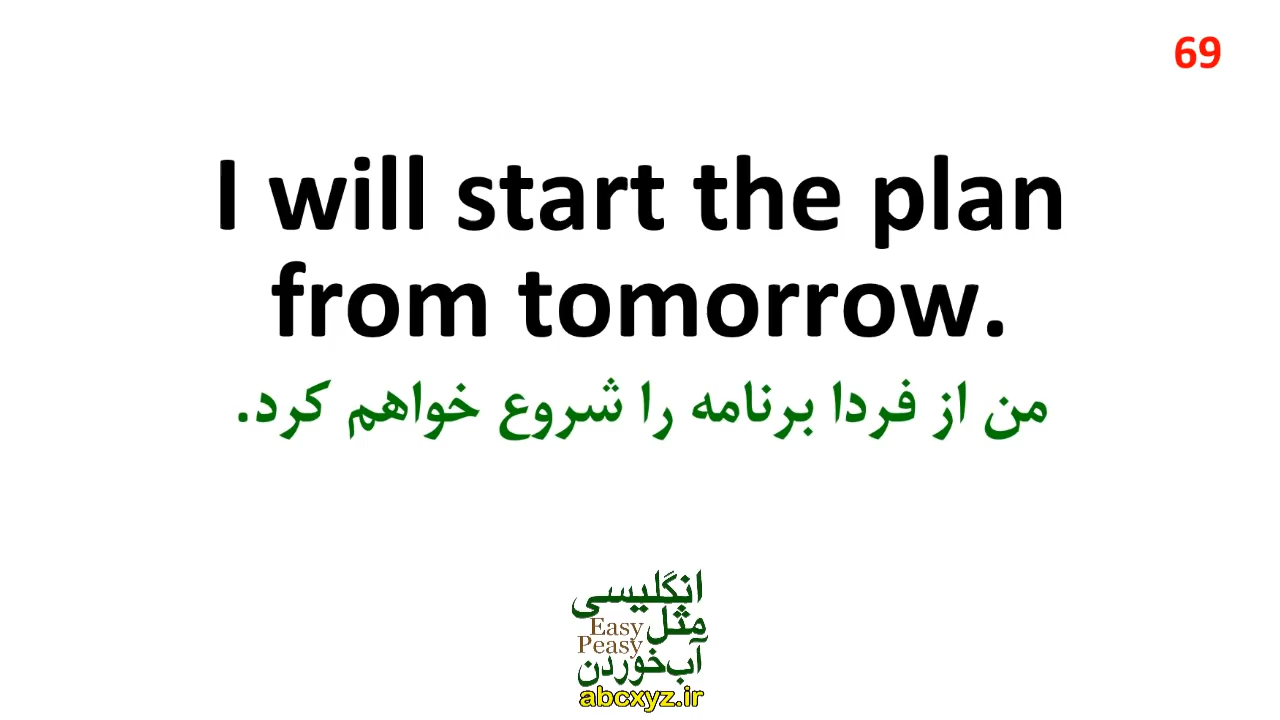 69
I will start the plan
from tomorrow.
من از فردا برنامه را شروع خواهم کرد.
انگلیسی
مثل Easy
Peasy
آب‌خوردن
abcxyz.ir